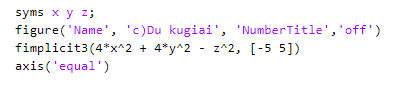 syms x y z;
figure('Name', 'c)Du kugiai', 'NumberTitle','off')
fimplicit3(4*x^2 + 4*y^2 - z^2, [-5 5])
axis('equal')